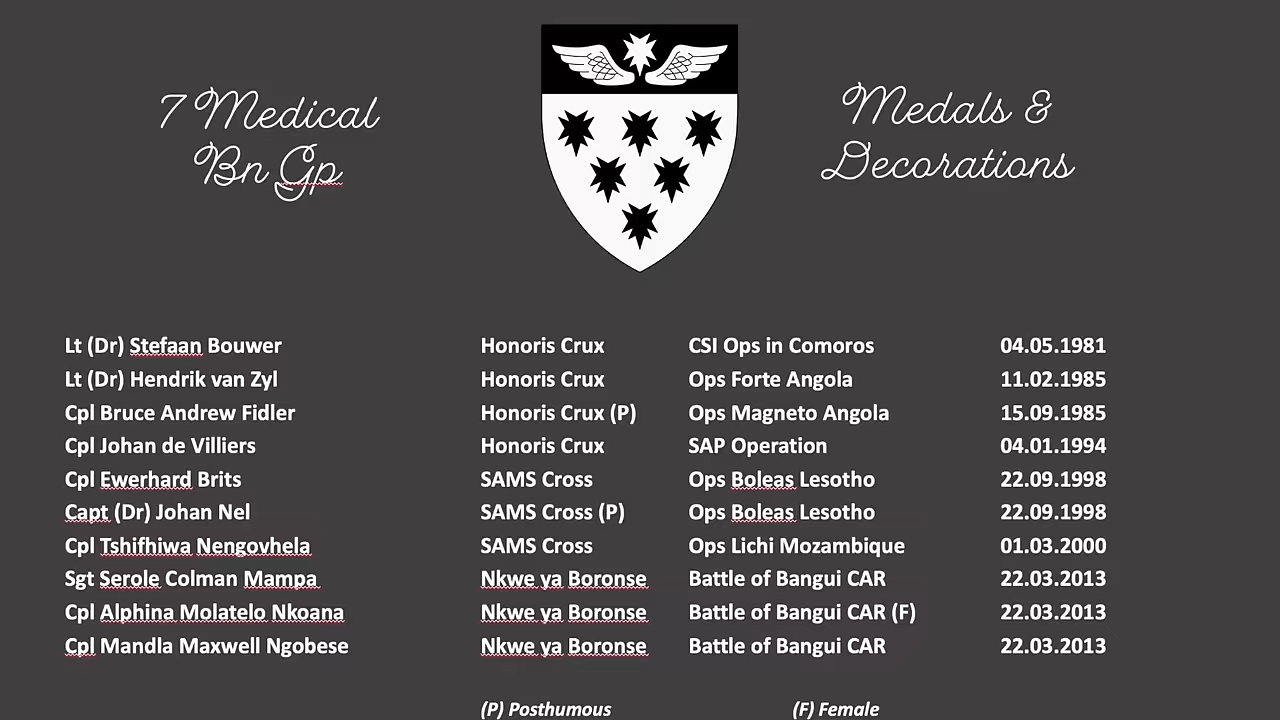 7 Medical
Bn Gp
Medals &
Decorations
Lt (Dr) Stefaan Bouwer Honoris Crux CSI Ops in Comoros 04.05.1981
Lt (Dr) Hendrik van Zyl Honoris Crux Ops Forte Angola 11.02.1985
Cpl Bruce Andrew Fidler Honoris Crux (P) Ops Magneto Angola 15.09.1985
Cpl Johan de Villiers Honoris Crux SAP Operation 04.01.1994
Cpl Ewerhard Brits SAMS Cross Ops Boleas Lesotho 22.09.1998
Capt (Dr) Johan Nel SAMS Cross (P) Ops Boleas Lesotho 22.09.1998
Cpl Tshifhiwa Nengovhela SAMS Cross Ops Lichi Mozambique 01.03.2000
Sgt Serole Colman Mampa Nkwe ya Boronse Battle of Bangui CAR 22.03.2013
Cpl Alphina Molatelo Nkoana Nkwe ya Boronse Battle of Bangui CAR (F) 22.03.2013
Cpl Mandla Maxwell Ngobese Nkwe ya Boronse Battle of Bangui CAR 22.03.2013
(P) Posthumous (F) Female